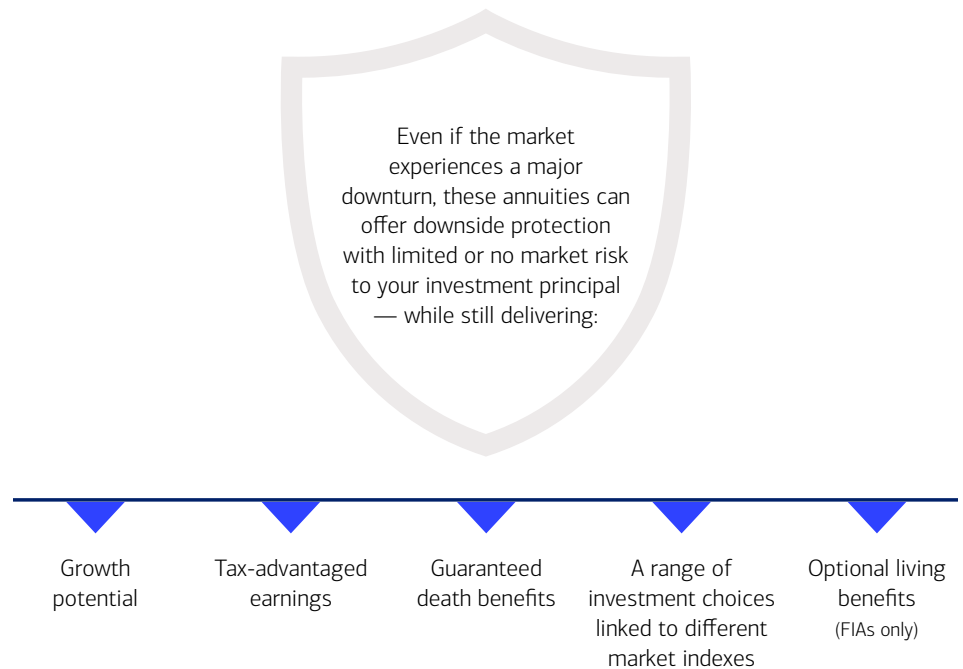 Even if the market
experiences a major
downturn, these annuities can
offer downside protection
with limited or no market risk
to your investment principal
— while still delivering:
Growth
potential
Tax-advantaged
earnings
Guaranteed
death benefits
A range of
investment choices
linked to different
market indexes
Optional living
benefits
(FIAs only)